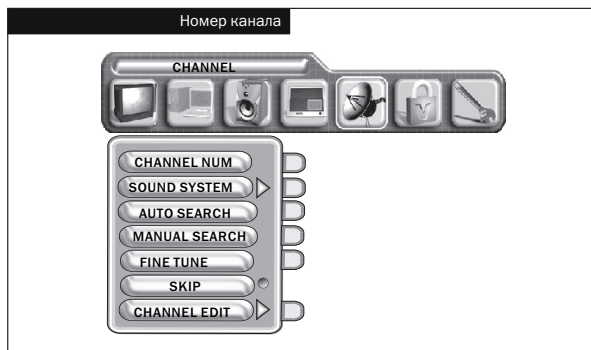 Номер канала
CHANNEL
CHANNEL NUM
SOUND SYSTEM
AUTO SEARCH
MANUAL SEARCH
FINE TUNE
SKIP
CHANNEL EDIT